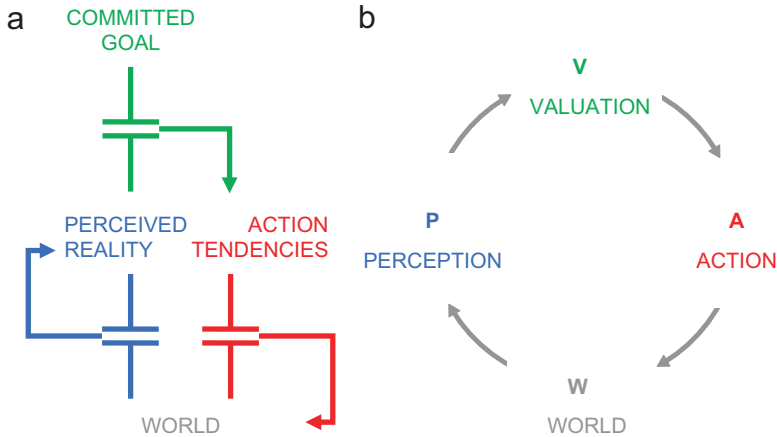 a
COMMITTED
GOAL
PERCEIVED
REALITY
ACTION
TENDENCIES
WORLD
b
V
VALUATION
P
PERCEPTION
A
ACTION
W
WORLD